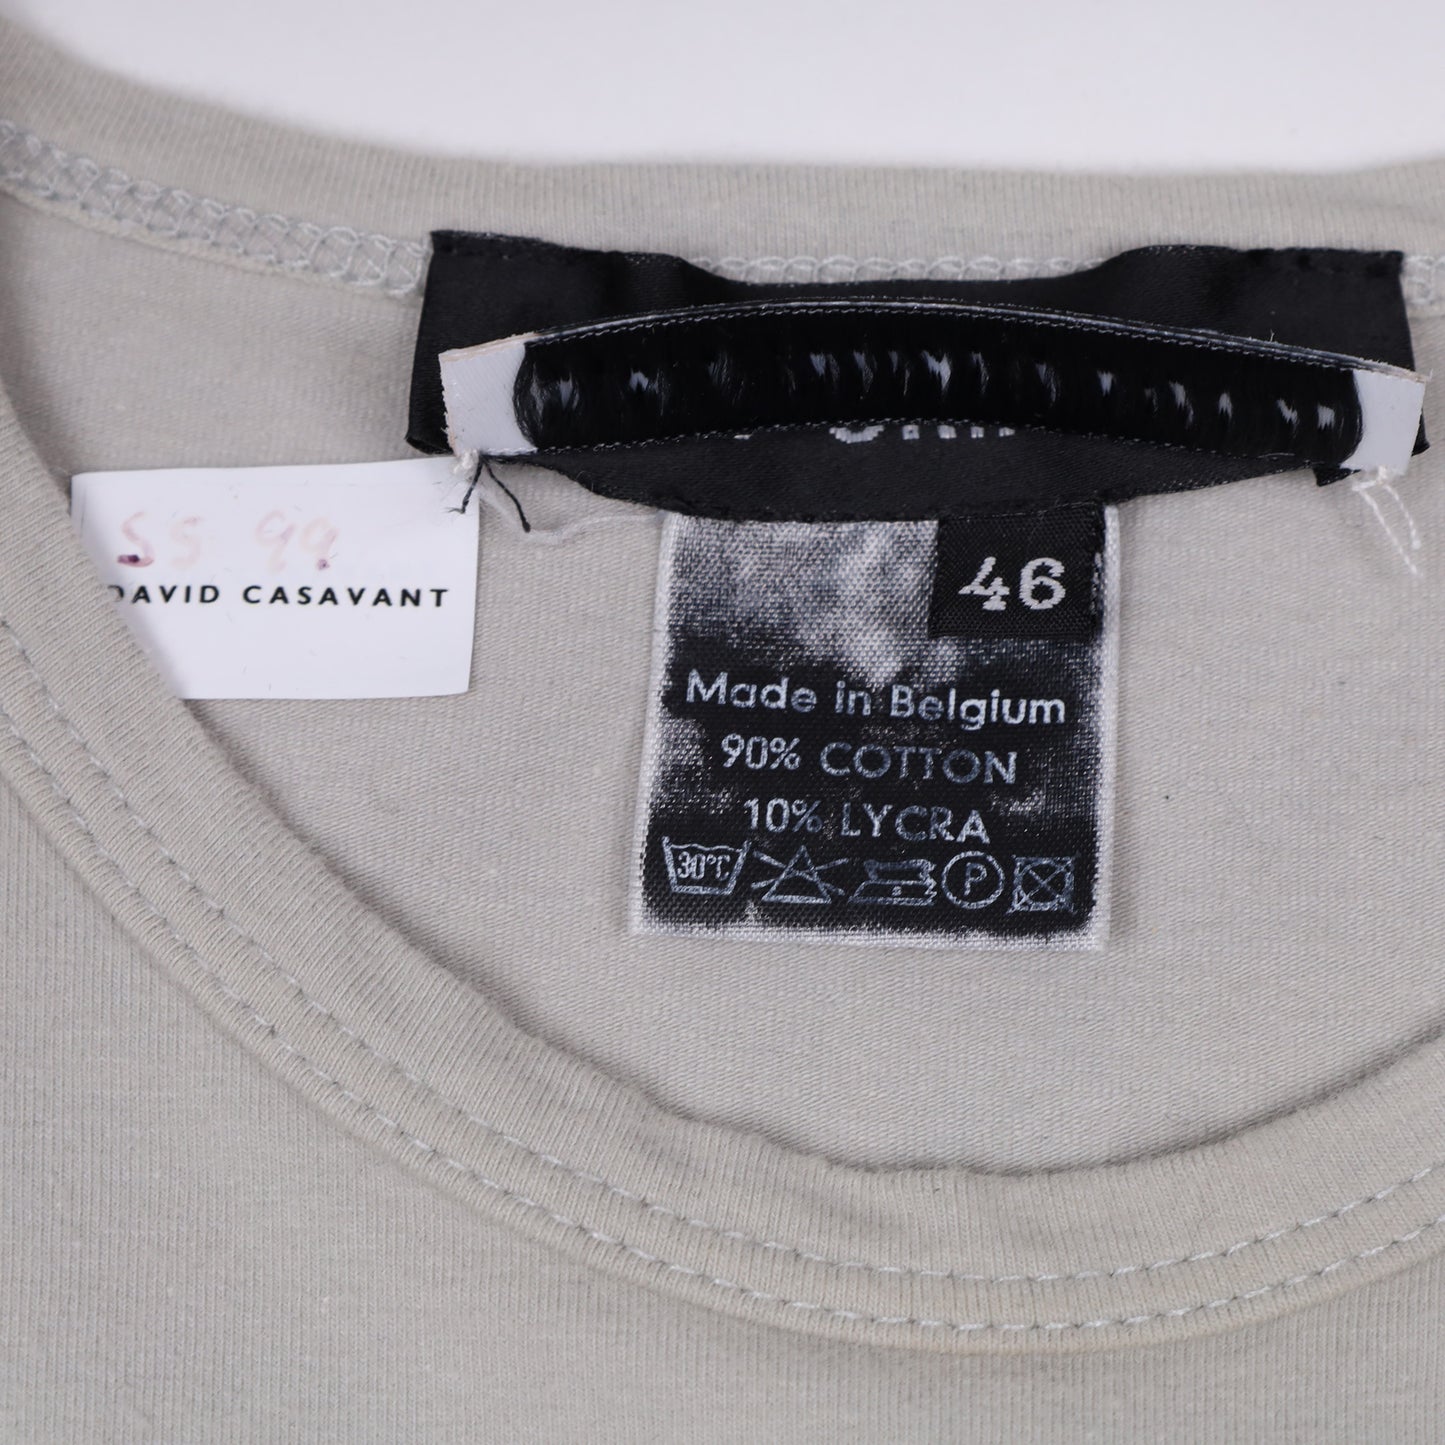 SS 99
DAVID CASAVANT
46
Made in Belgium
90% COTTON
10% LYCRA
30°C
P